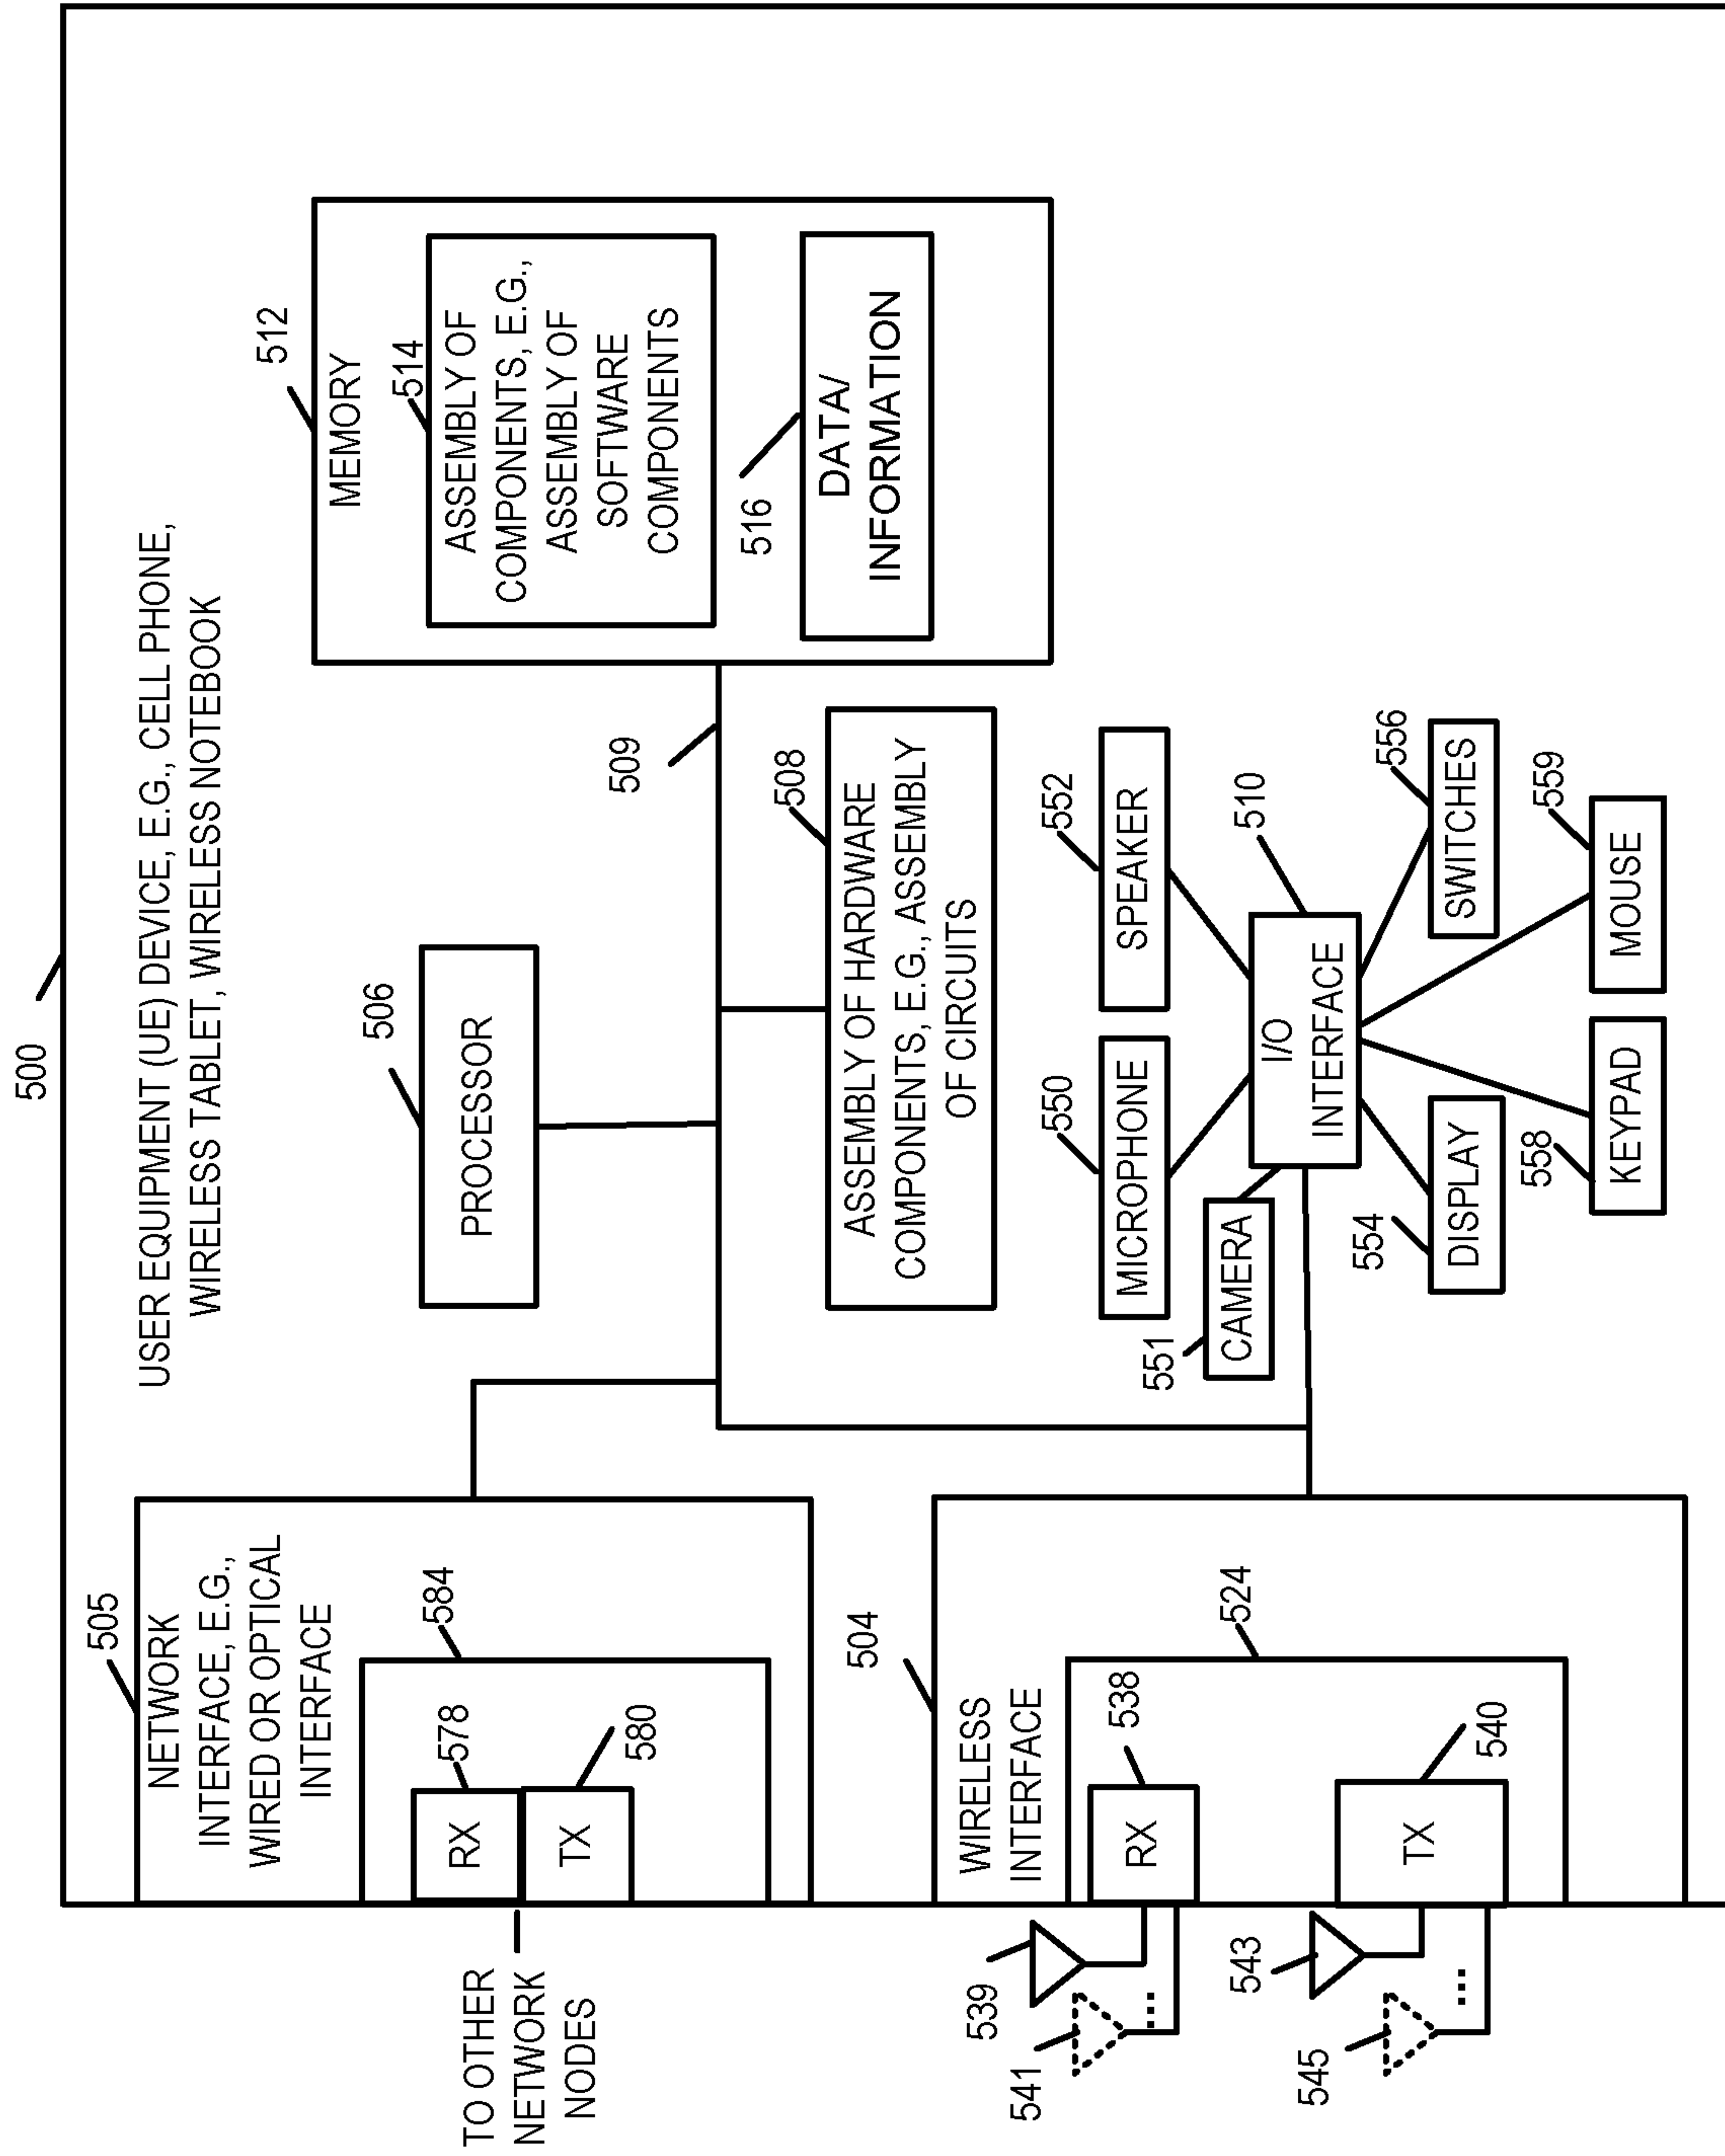 500
USER EQUIPMENT (UE) DEVICE, E.G., CELL PHONE,
WIRELESS TABLET, WIRELESS NOTEBOOK
505
NETWORK
INTERFACE, E.G.,
WIRED OR OPTICAL
INTERFACE
584
578
RX
TX
580
TO OTHER
NETWORK
NODES
504
WIRELESS
INTERFACE
524
538
RX
540
TX
539
541
...
543
545
...
506
PROCESSOR
509
508
ASSEMBLY OF HARDWARE
COMPONENTS, E.G., ASSEMBLY
OF CIRCUITS
512
MEMORY
514
ASSEMBLY OF
COMPONENTS, E.G.,
ASSEMBLY OF
SOFTWARE
COMPONENTS
516
DATA/
INFORMATION
550
MICROPHONE
552
SPEAKER
551
CAMERA
510
I/O
INTERFACE
554
DISPLAY
556
SWITCHES
558
KEYPAD
559
MOUSE